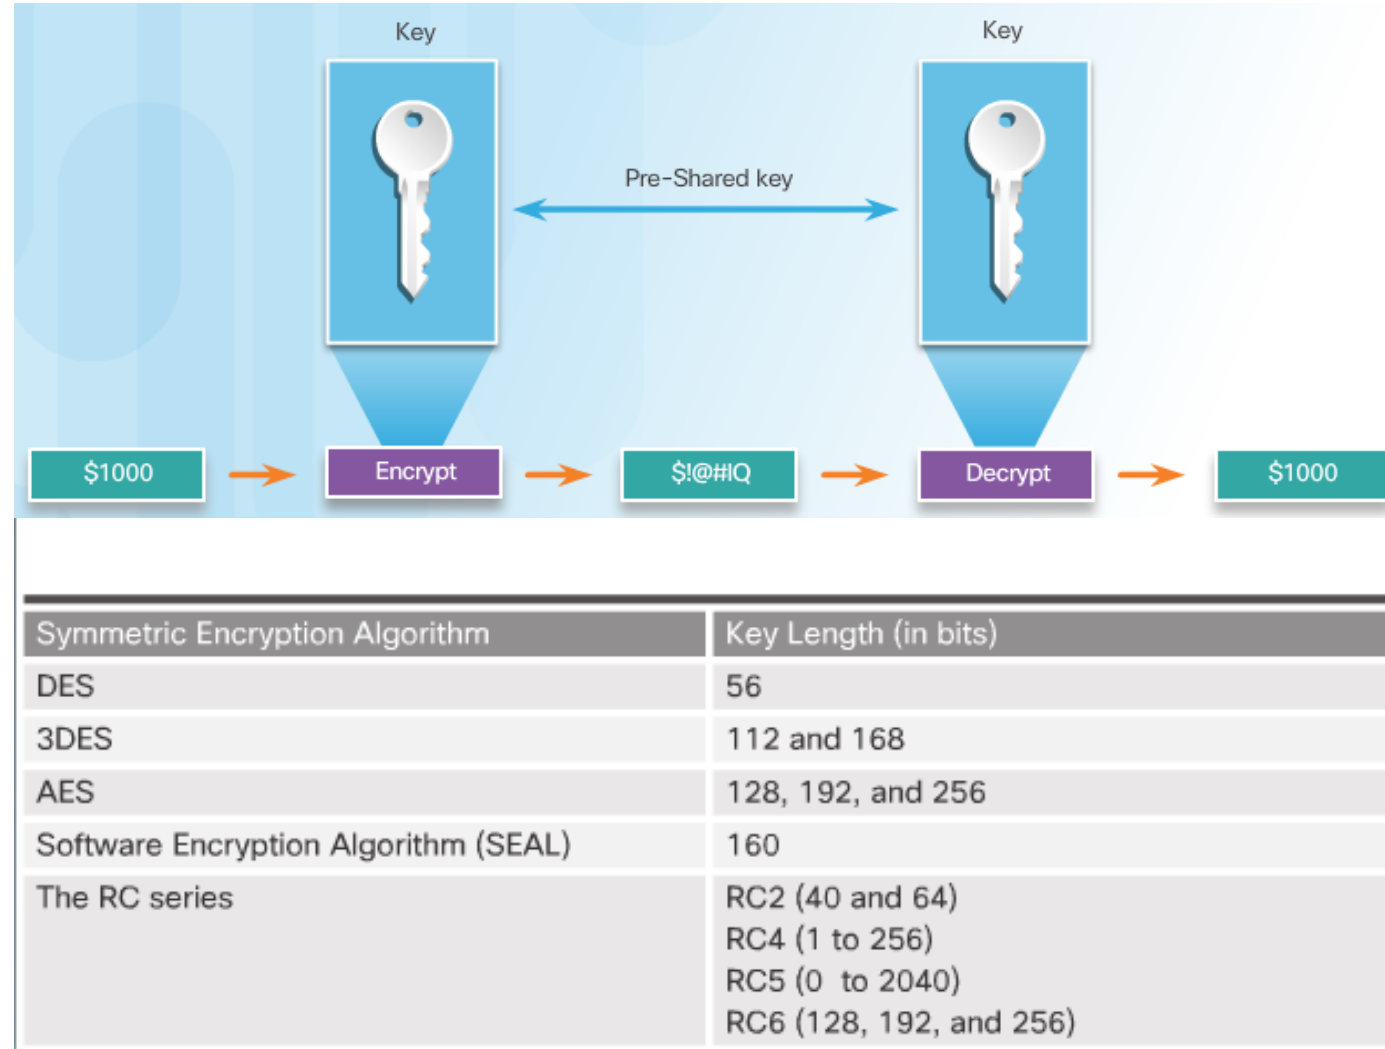 Key
Key
Pre-Shared key
$1000
Encrypt
$!@#IQ
Decrypt
$1000
Symmetric Encryption Algorithm
Key Length (in bits)
DES
56
3DES
112 and 168
AES
128, 192, and 256
Software Encryption Algorithm (SEAL)
160
The RC series
RC2 (40 and 64)
RC4 (1 to 256)
RC5 (0 to 2040)
RC6 (128, 192, and 256)